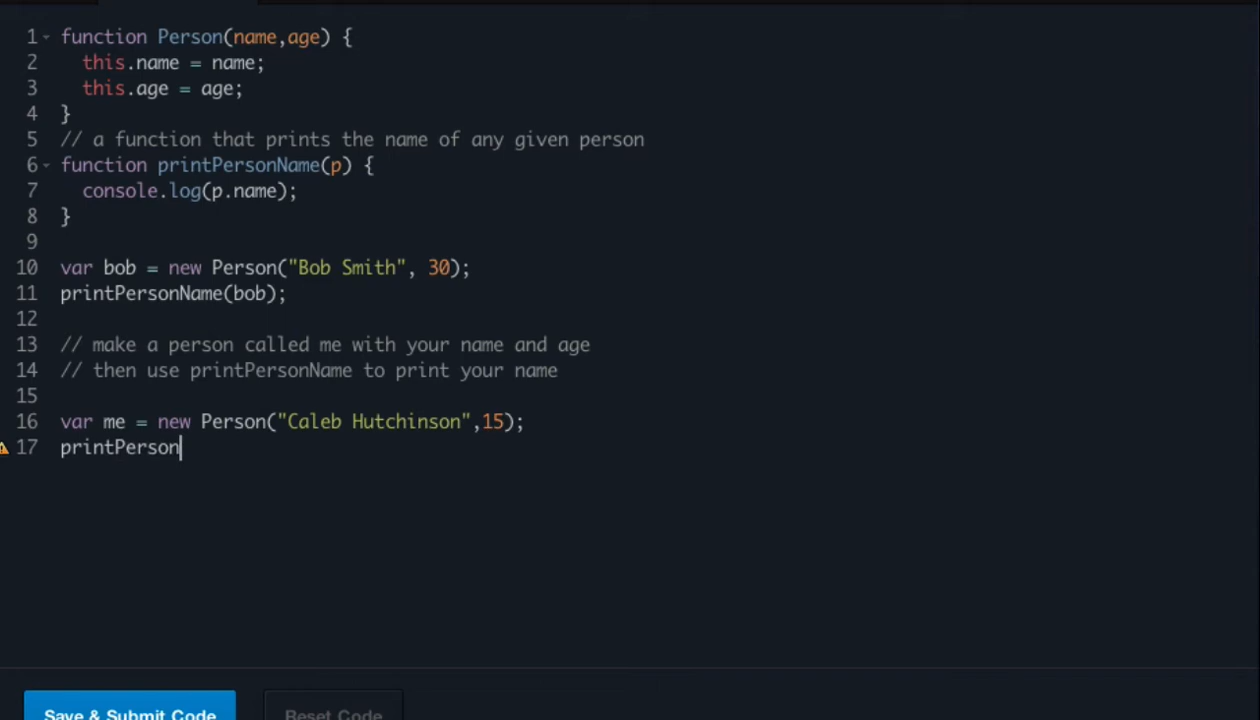 1 function Person(name,age) {
2 this.name = name;
3 this.age = age;
4 }
5 // a function that prints the name of any given person
6 function printPersonName(p) {
7 console.log(p.name);
8 }
9
10 var bob = new Person("Bob Smith", 30);
11 printPersonName(bob);
12
13 // make a person called me with your name and age
14 // then use printPersonName to print your name
15
16 var me = new Person("Caleb Hutchinson",15);
17 printPerson
Save & Submit Code
Reset Code